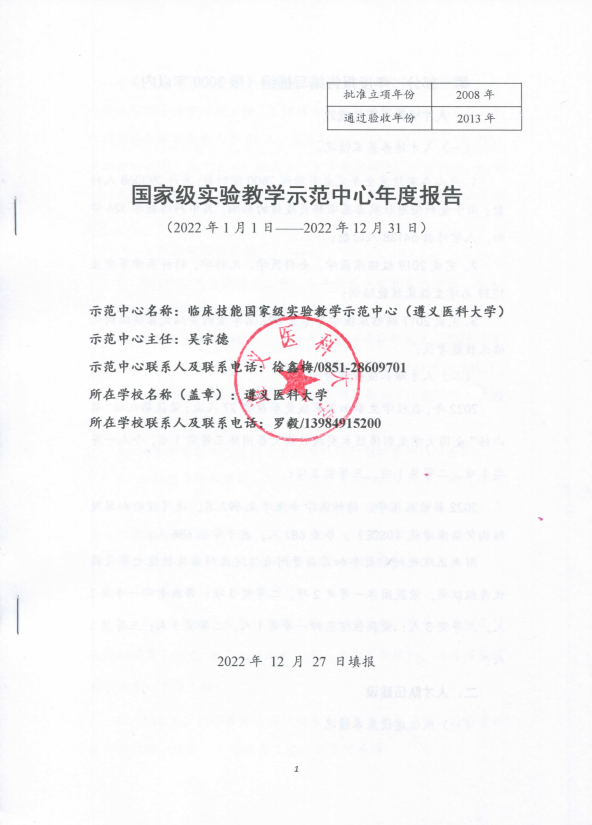 批准立项年份 2008 年
通过验收年份 2013 年
国家级实验教学示范中心年度报告
（2022 年 1 月 1 日——2022 年 12 月 31 日）
示范中心名称：临床技能国家级实验教学示范中心（遵义医科大学）
示范中心主任：吴宗德
示范中心联系人及联系电话：徐鑫梅/0851-28609701
所在学校名称（盖章）：遵义医科大学
所在学校联系人及联系电话：罗毅/13984915200
2022 年 12 月 27 日填报
1